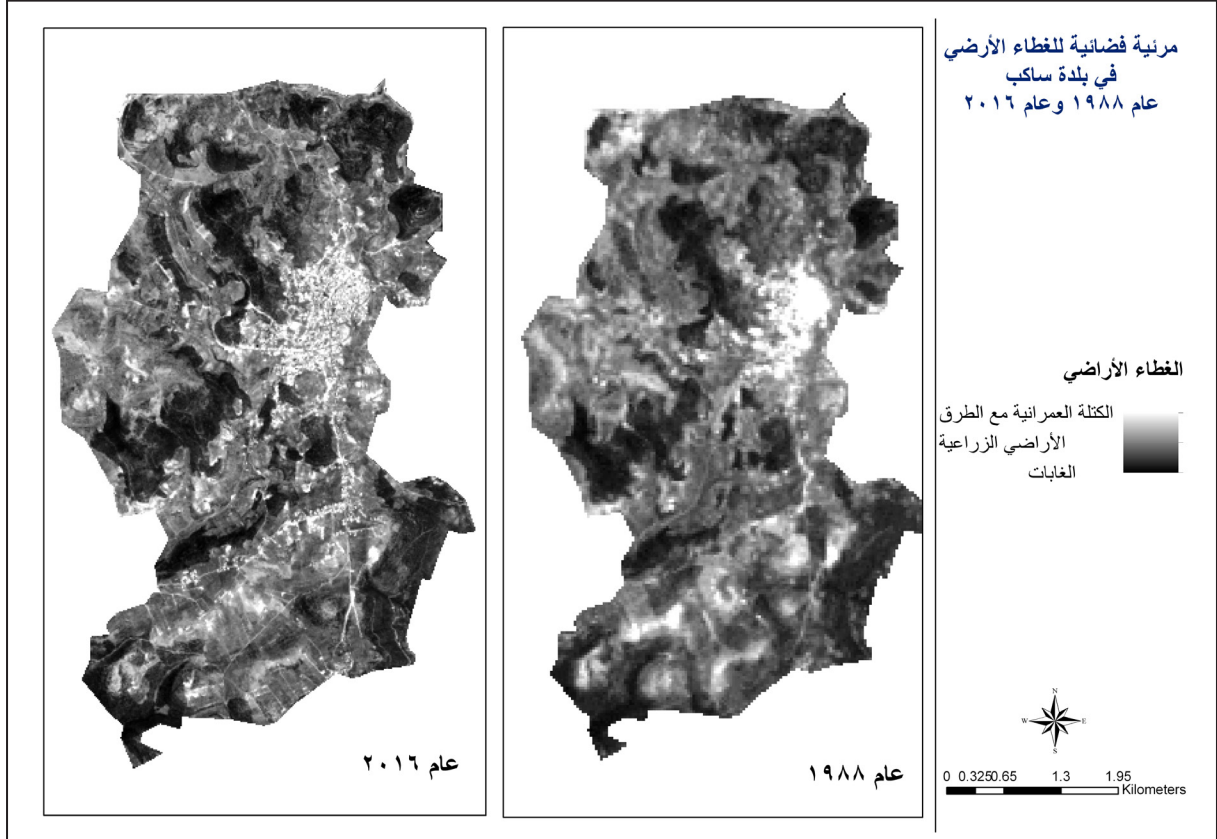 مرئية فضائية للغطاء الأرضي
في بلدة ساكب
عام ١٩٨٨ وعام ٢٠١٦
الغطاء الأراضي
الكتلة العمرانية مع الطرق
الأراضي الزراعية
الغابات
N
W E
S
0 0.325 0.65 1.3 1.95
Kilometers
عام ١٩٨٨
عام ٢٠١٦